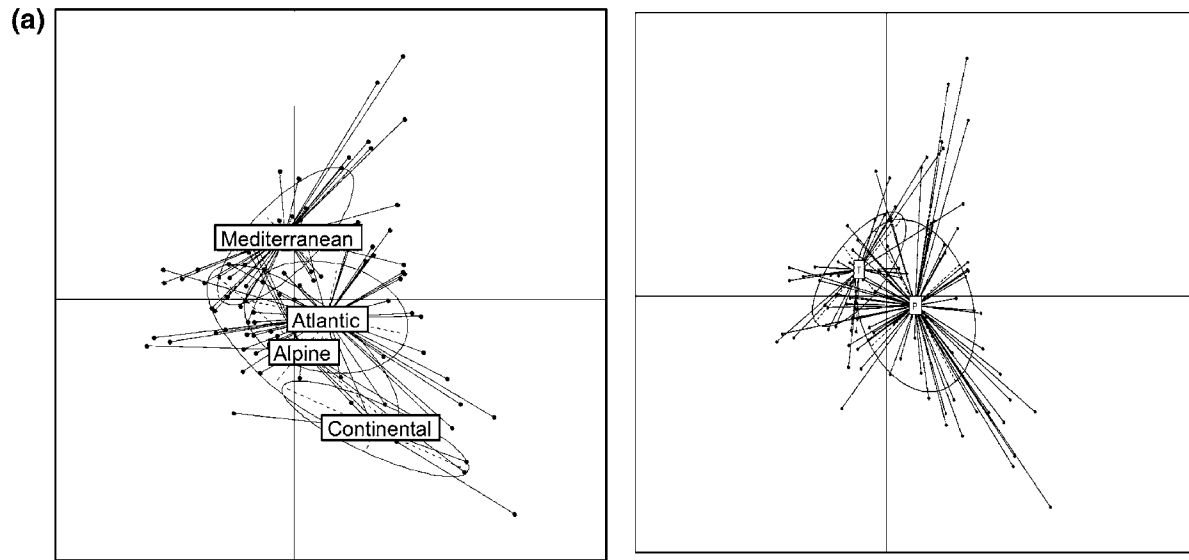 (a)
Mediterranean
Atlantic
Alpine
Continental
T
P